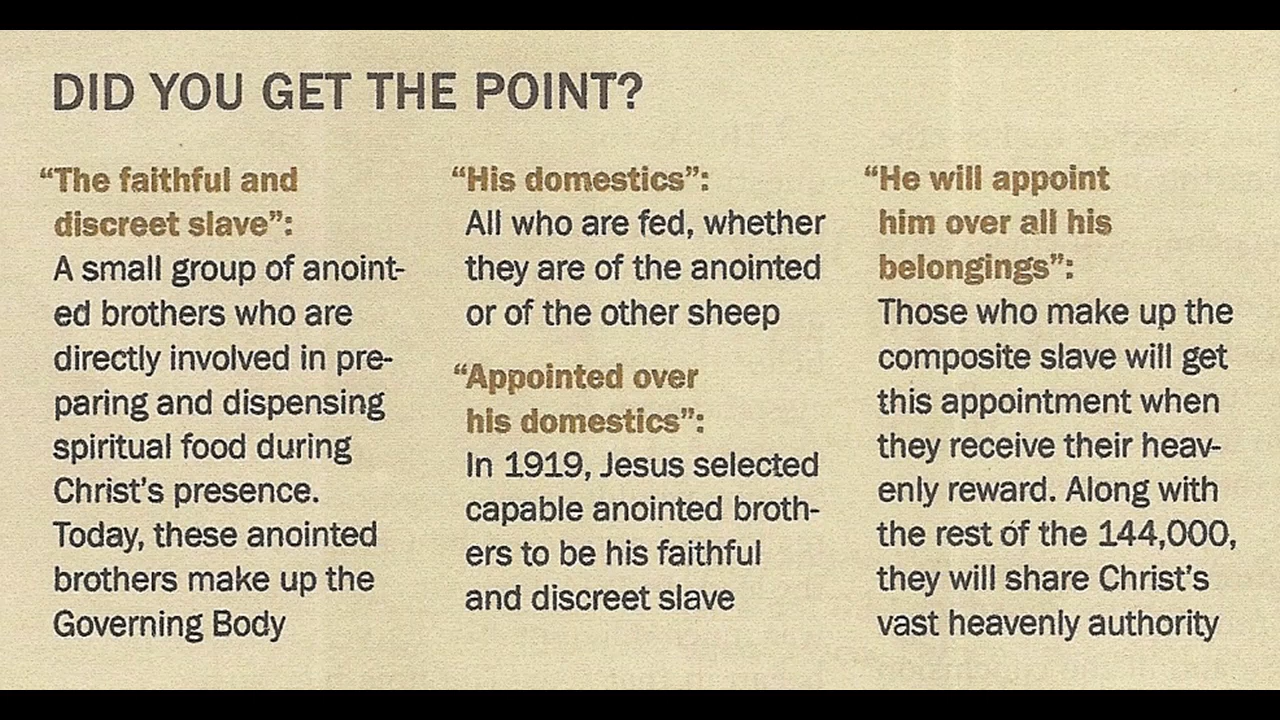 DID YOU GET THE POINT?
“The faithful and
discreet slave”:
A small group of anoint-
ed brothers who are
directly involved in pre-
paring and dispensing
spiritual food during
Christ’s presence.
Today, these anointed
brothers make up the
Governing Body
“His domestics”:
All who are fed, whether
they are of the anointed
or of the other sheep
“Appointed over
his domestics”:
In 1919, Jesus selected
capable anointed broth-
ers to be his faithful
and discreet slave
“He will appoint
him over all his
belongings”:
Those who make up the
composite slave will get
this appointment when
they receive their heav-
enly reward. Along with
the rest of the 144,000,
they will share Christ’s
vast heavenly authority